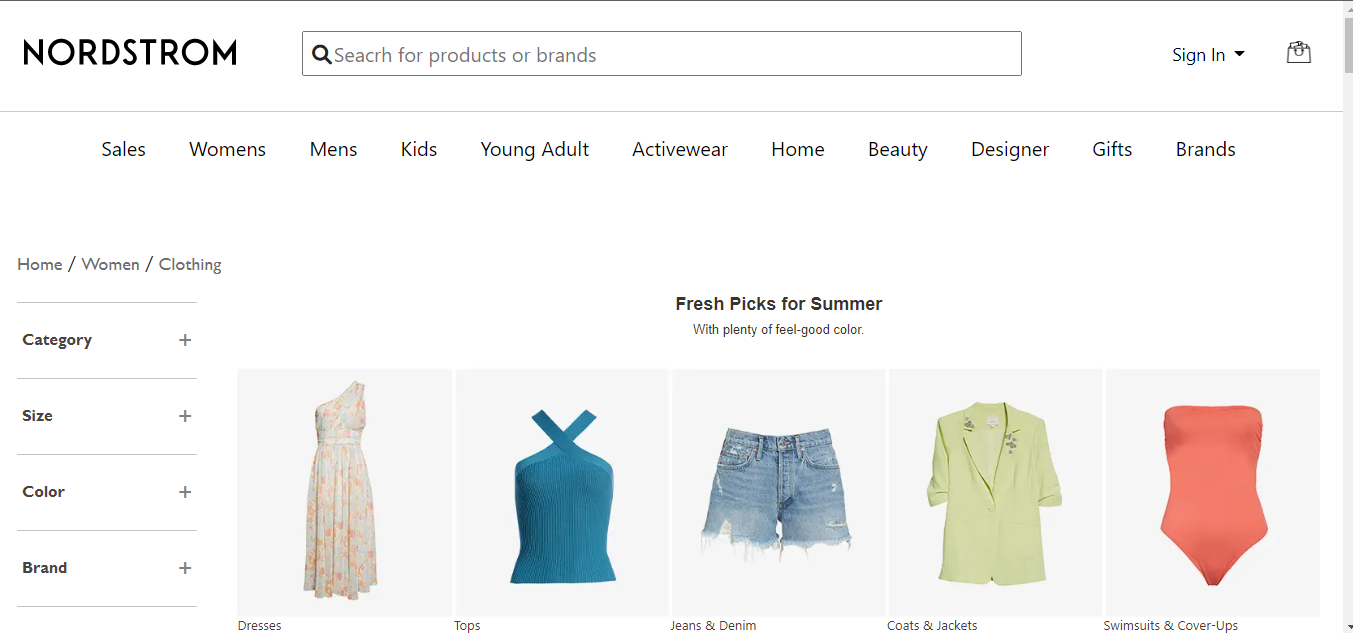 NORDSTROM
Seacrh for products or brands
Sign In
Sales Womens Mens Kids Young Adult Activewear Home Beauty Designer Gifts Brands
Home / Women / Clothing
Fresh Picks for Summer
With plenty of feel-good color.
Category +
Size +
Color +
Brand +
Dresses Tops Jeans & Denim Coats & Jackets Swimsuits & Cover-Ups